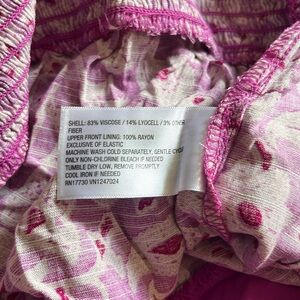 SHELL: 83% VISCOSE / 14% LYOCELL / 3% OTHER
FIBER
UPPER FRONT LINING: 100% RAYON
EXCLUSIVE OF ELASTIC
MACHINE WASH COLD SEPARATELY, GENTLE CYCLE
ONLY NON-CHLORINE BLEACH IF NEEDED
TUMBLE DRY LOW, REMOVE PROMPTLY
COOL IRON IF NEEDED
RN17730 VN1247024